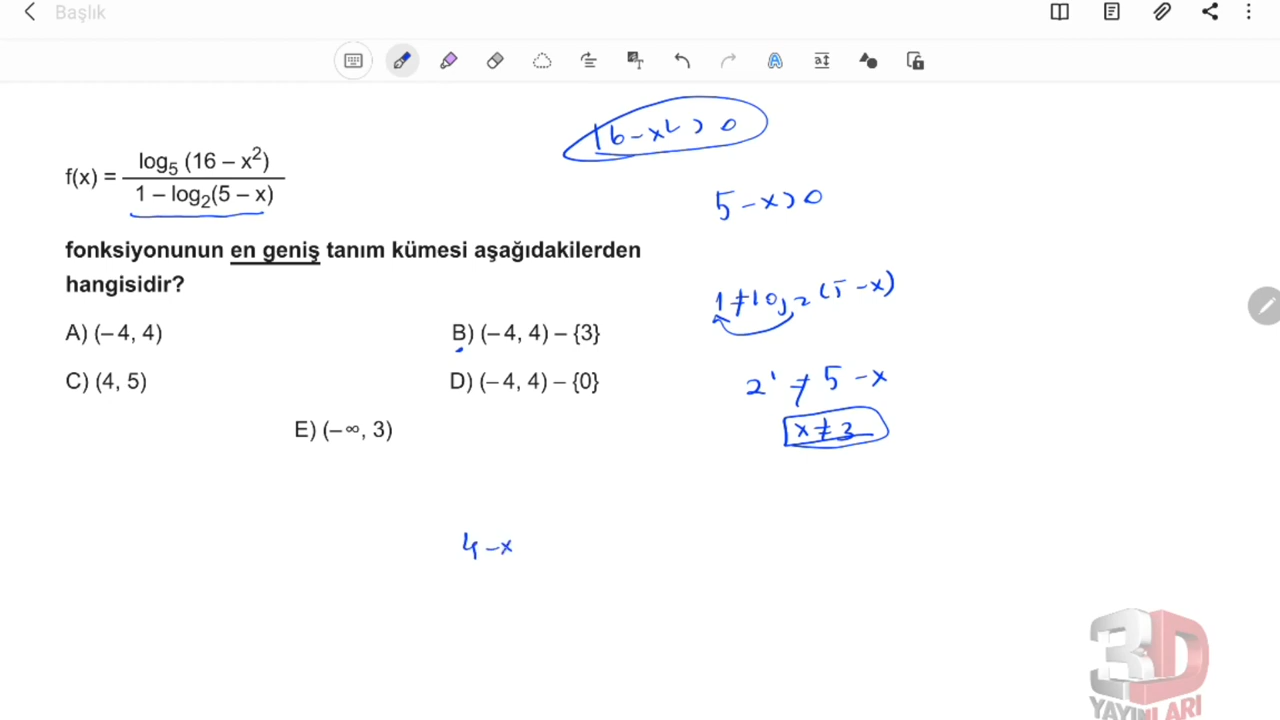 Başlık
16 - x² > 0
f(x) = log₅ (16 – x²) / 1 – log₂(5 – x)
5 - x > 0
fonksiyonunun en geniş tanım kümesi aşağıdakilerden
hangisidir?
1 ≠ log₂ (5 - x)
A) (– 4, 4)
B) (– 4, 4) – {3}
C) (4, 5)
D) (– 4, 4) – {0}
2¹ ≠ 5 - x
E) (– ∞, 3)
x ≠ 3
4 - x
3D
YAYINLARI